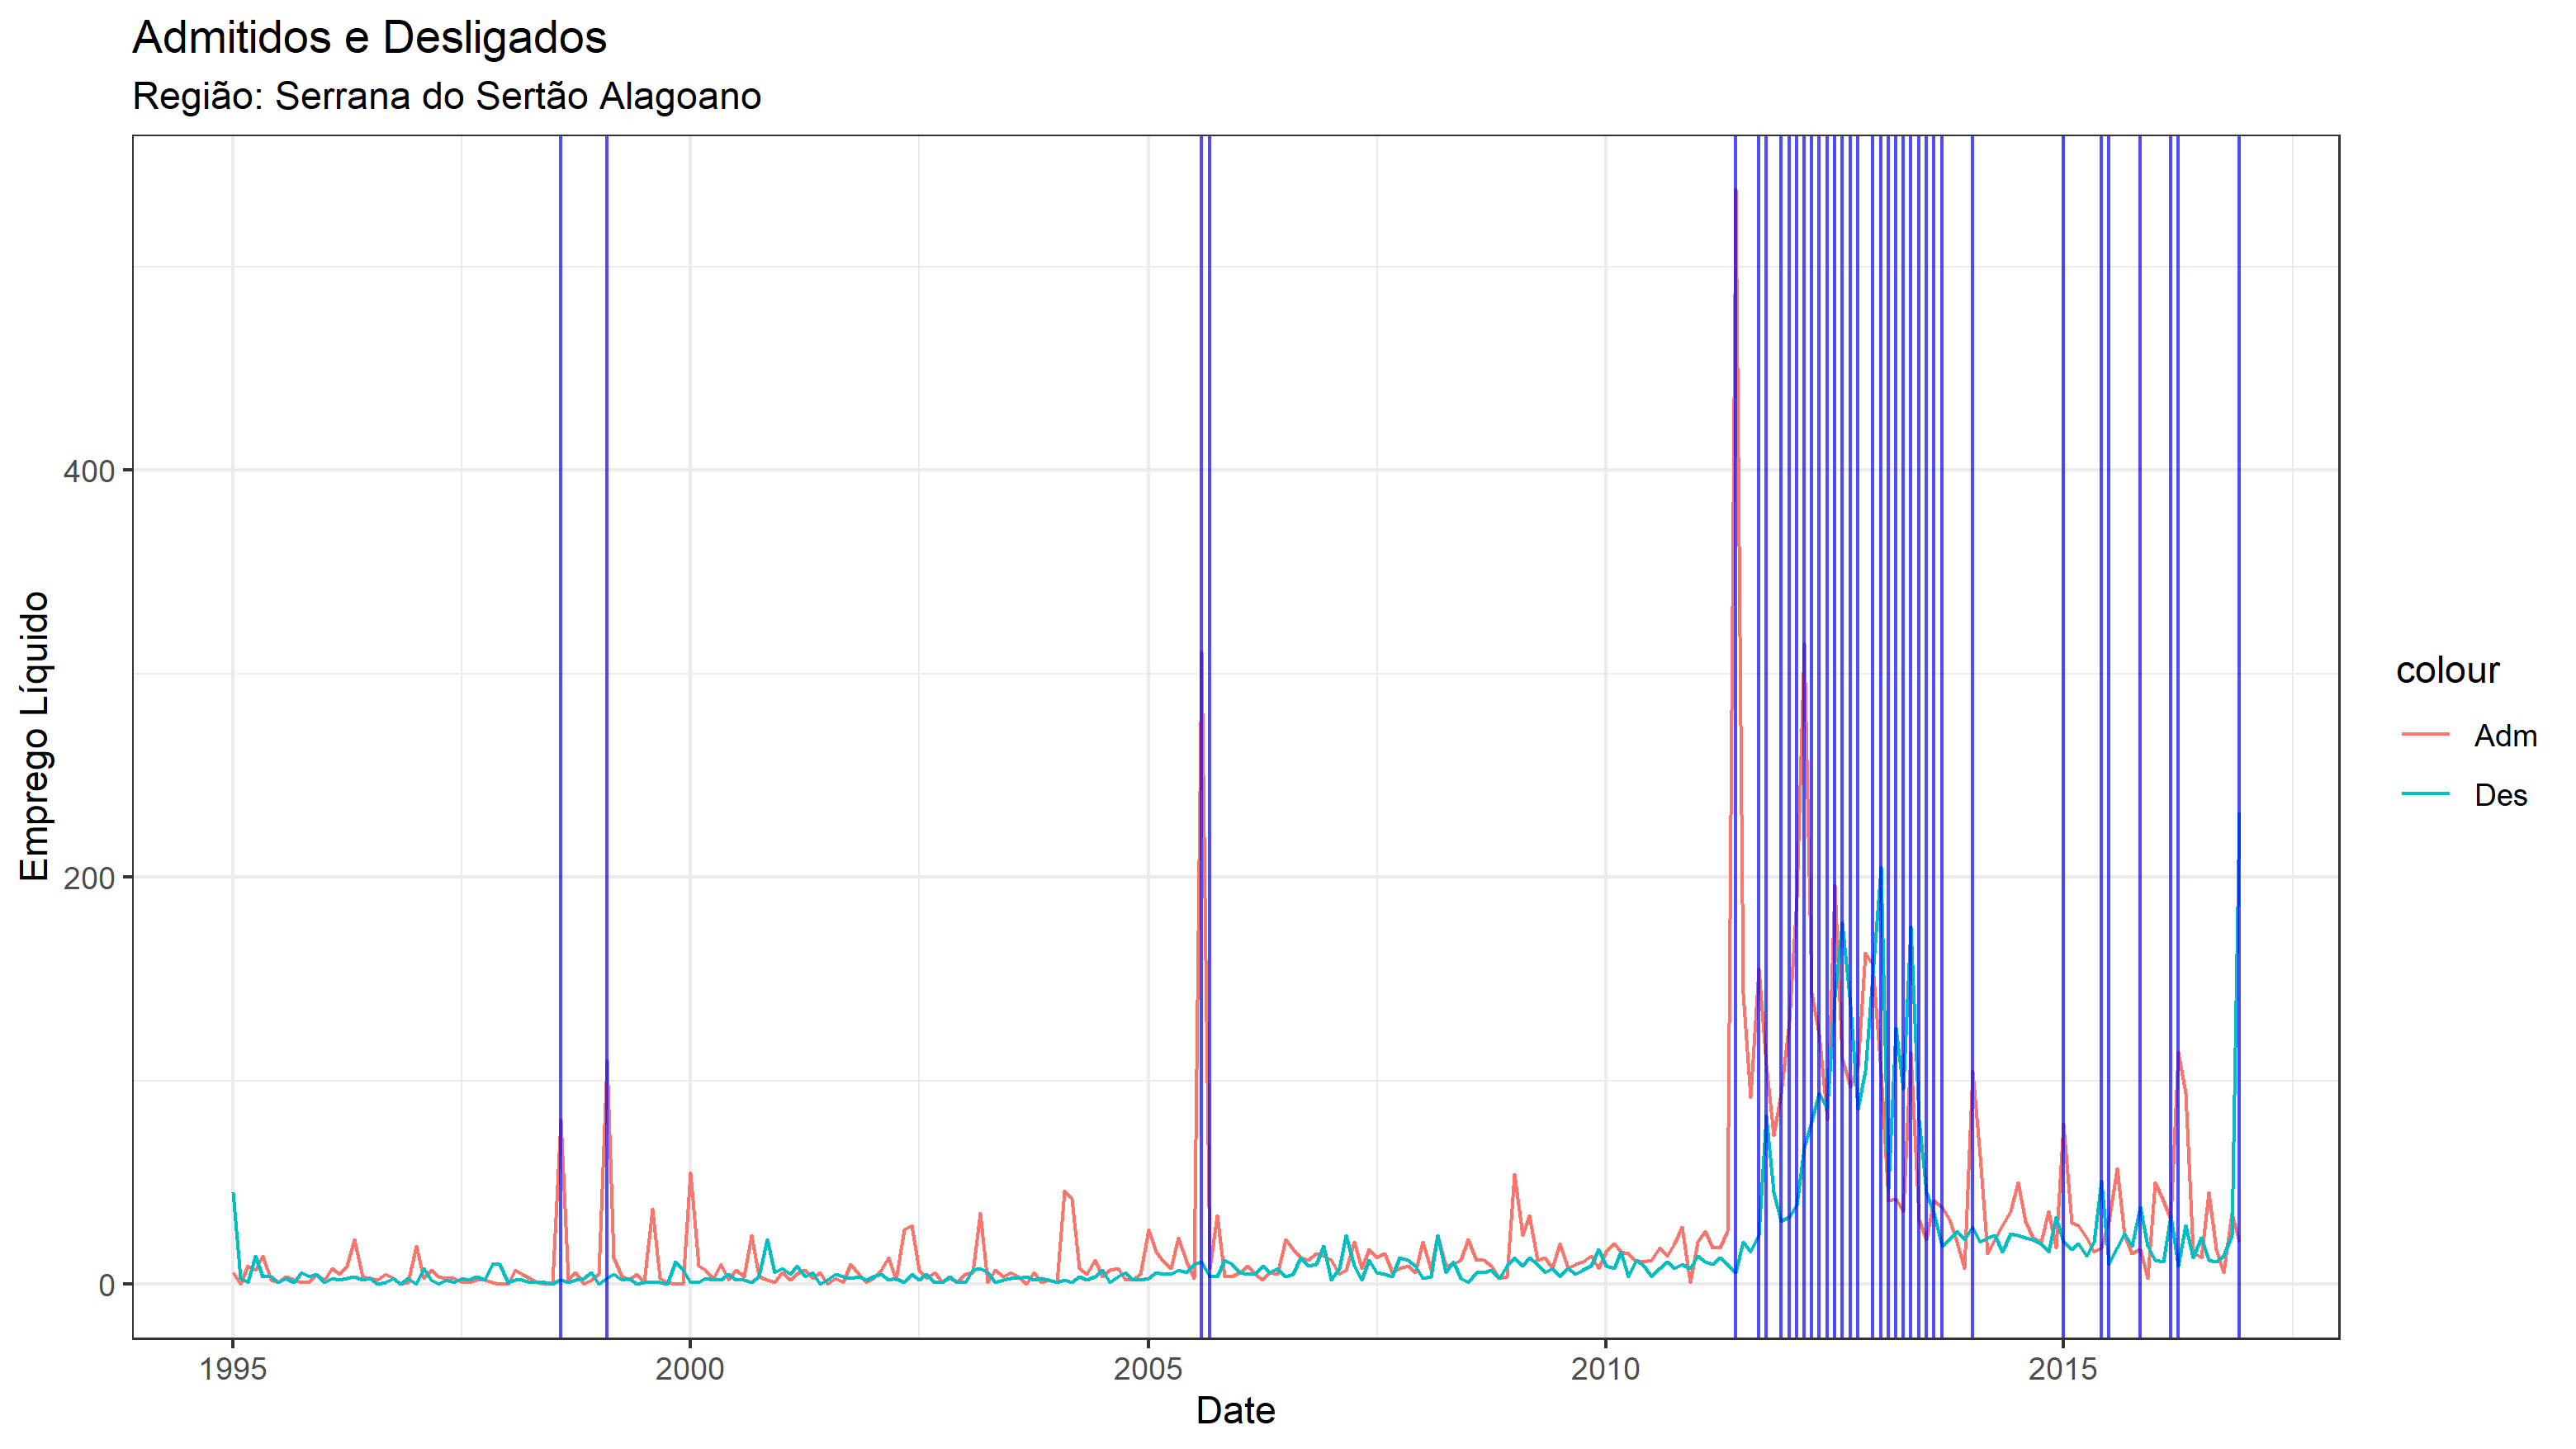 Admitidos e Desligados
Região: Serrana do Sertão Alagoano
Emprego Líquido
400
200
0
1995
2000
2005
2010
2015
Date
colour
Adm
Des